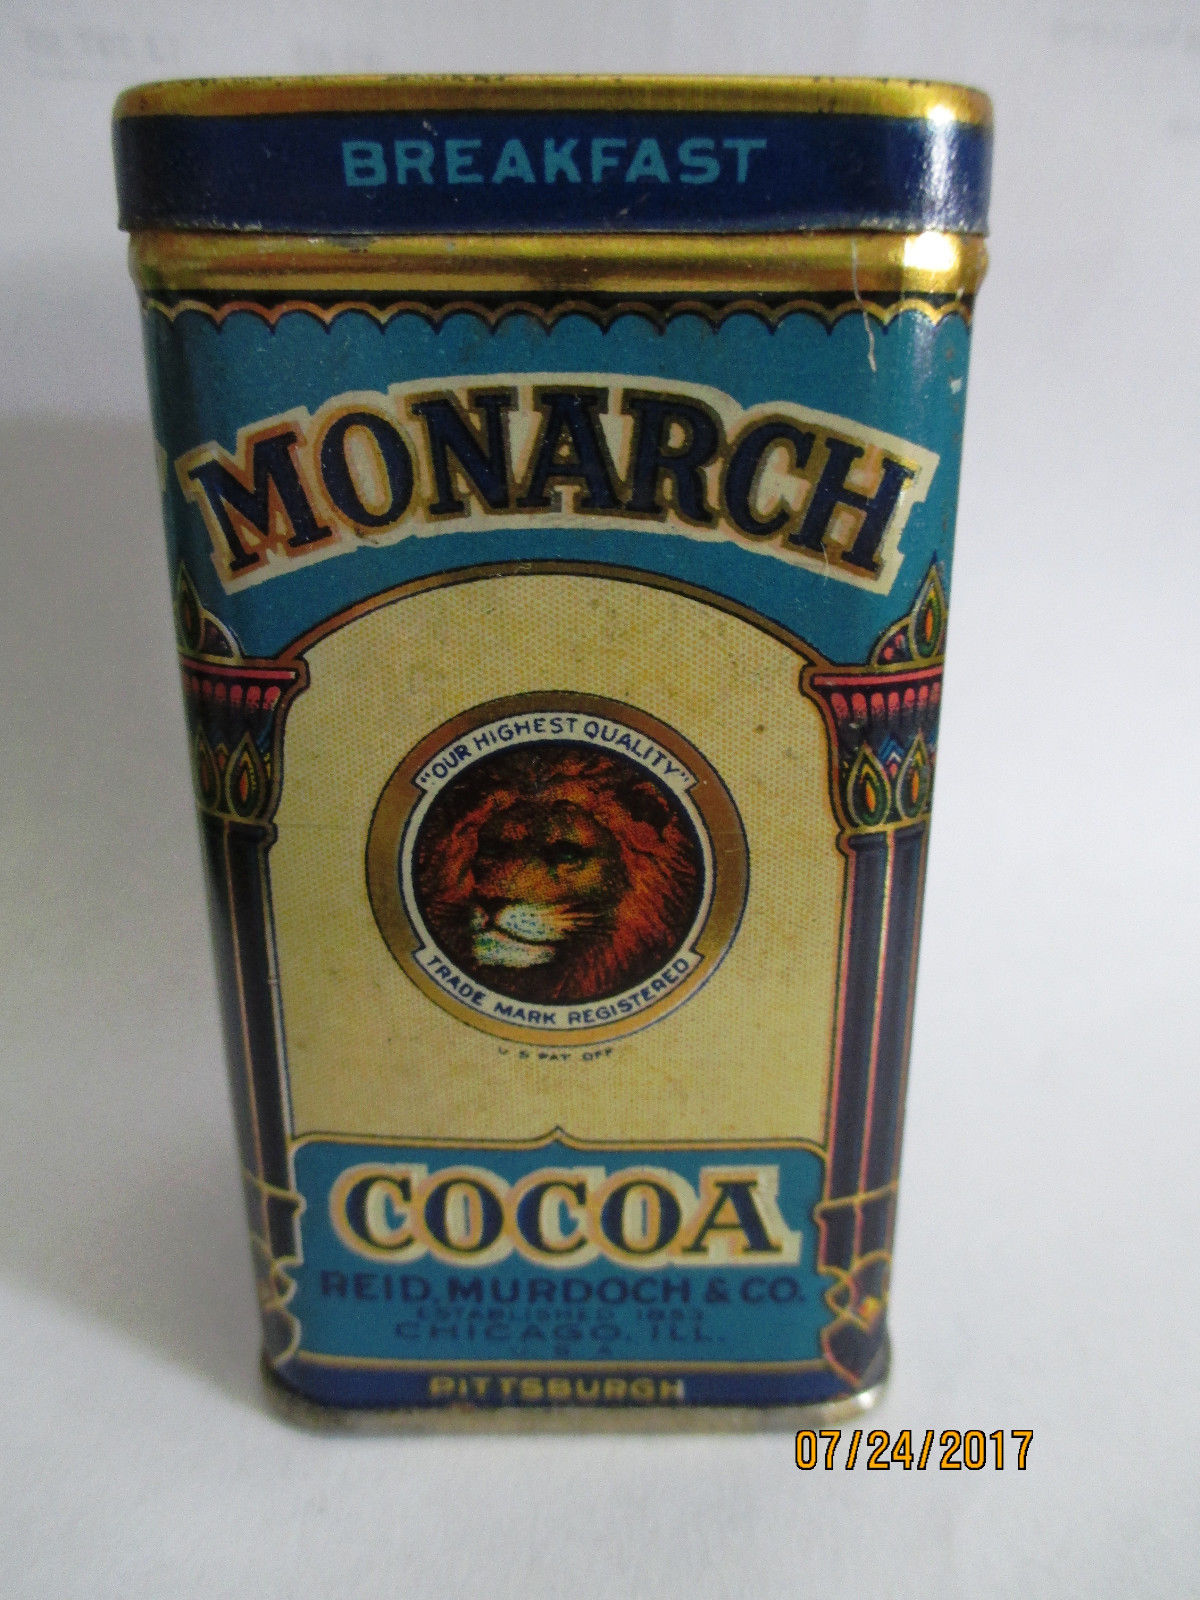 BREAKFAST
MONARCH
"OUR HIGHEST QUALITY"
TRADE MARK REGISTERED
U S PAT OFF
COCOA
REID, MURDOCH & CO.
ESTABLISHED 1853
CHICAGO, ILL.
U S A
PITTSBURGH
07/24/2017